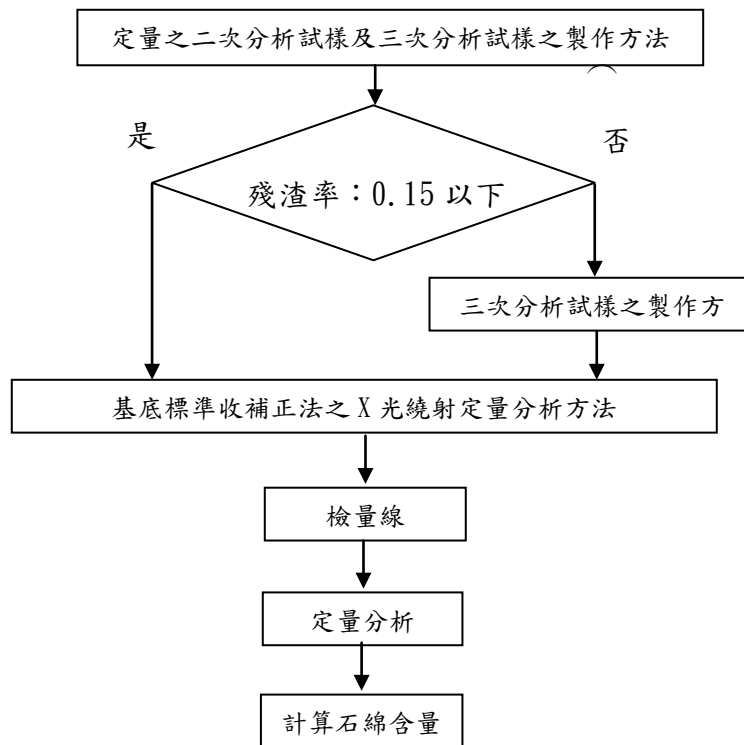 定量之二次分析試樣及三次分析試樣之製作方法
是
否
殘渣率：0.15 以下
三次分析試樣之製作方
基底標準收補正法之 X 光繞射定量分析方法
檢量線
定量分析
計算石綿含量